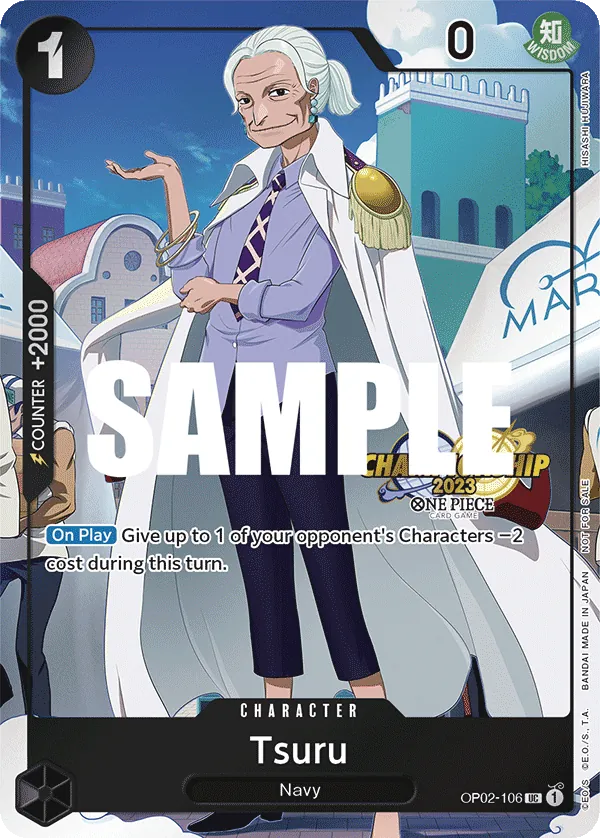 1
0
知
WISDOM
HISASHI FUJIWARA
MAR
COUNTER +2000
SAMPLE
CHAMPIONSHIP
2023
ONE PIECE
CARD GAME
On Play Give up to 1 of your opponent's Characters −2
cost during this turn.
©E.O./S. ©E.O./S., T.A. BANDAI MADE IN JAPAN NOT FOR SALE
CHARACTER
Tsuru
Navy
OP02-106 UC 1